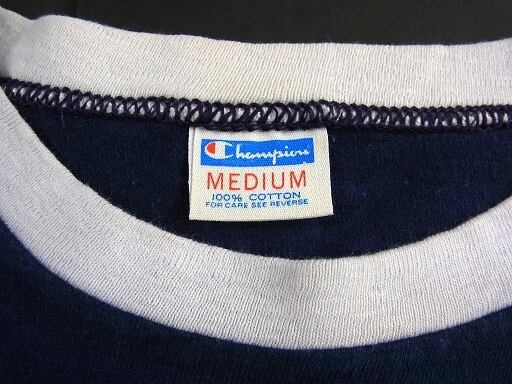 Champion
MEDIUM
100% COTTON
FOR CARE SEE REVERSE